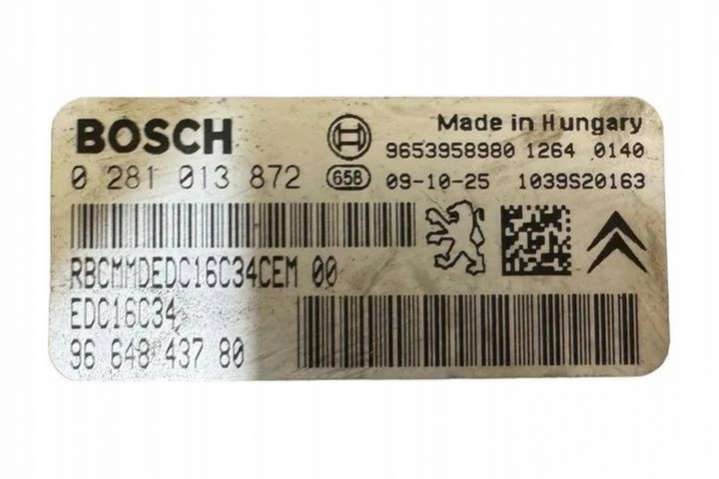 BOSCH
Made in Hungary
9653958980 1264 0140
0 281 013 872
658
09-10-25
1039S20163
RBCMMDEDC16C34CEM 00
EDC16C34
96 648 437 80